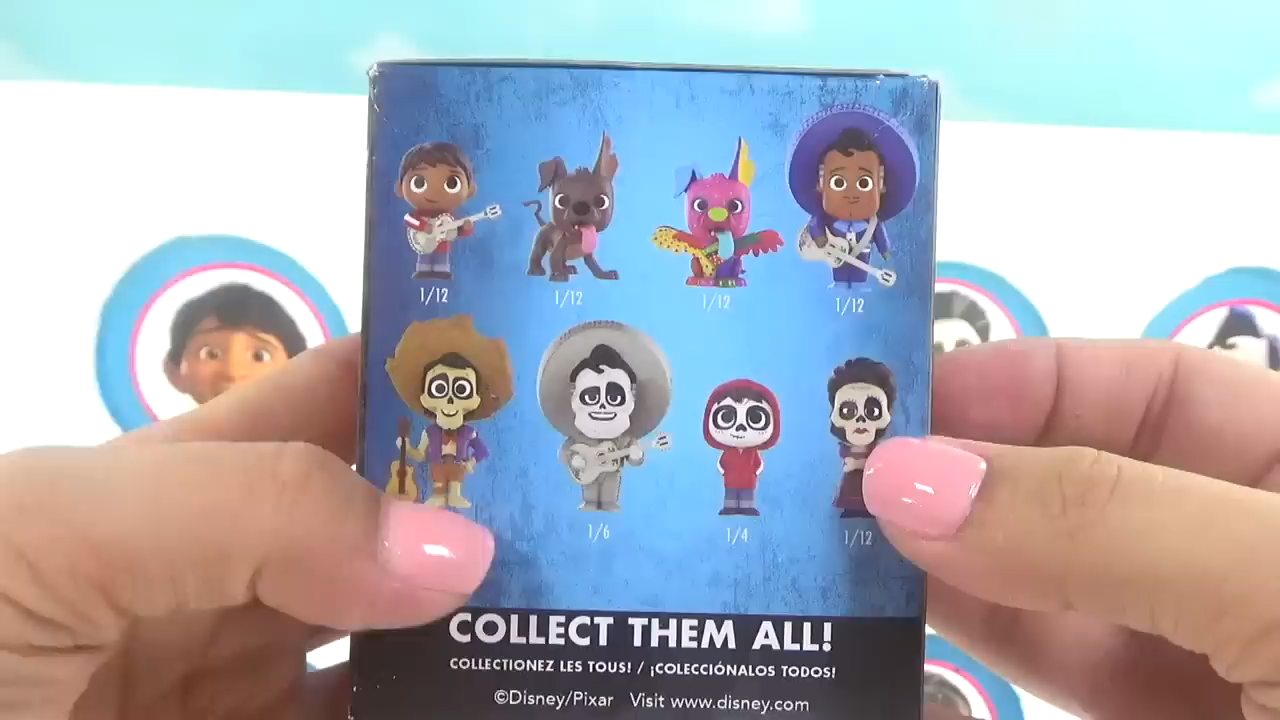 1/12 1/12 1/12 1/12
1/6 1/4 1/12
COLLECT THEM ALL!
COLLECTIONEZ LES TOUS! / ¡COLECCIÓNALOS TODOS!
©Disney/Pixar Visit www.disney.com